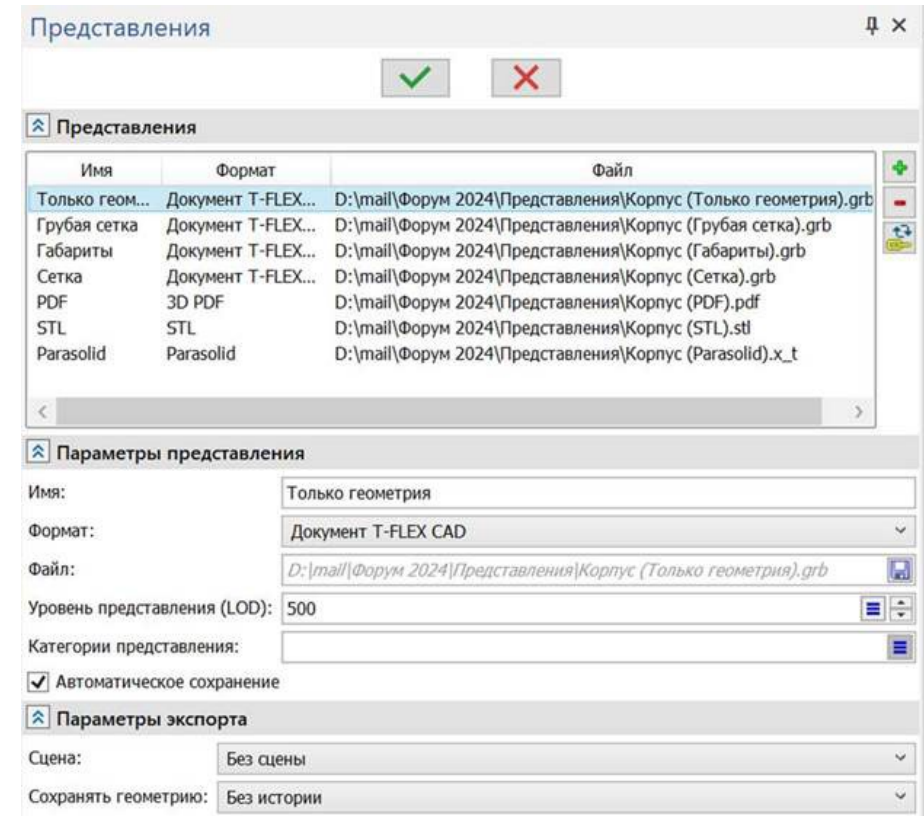 Представления
Представления
Имя Формат Файл
Только геом... Документ T-FLEX... D:\mail\Форум 2024\Представления\Корпус (Только геометрия).grb
Грубая сетка Документ T-FLEX... D:\mail\Форум 2024\Представления\Корпус (Грубая сетка).grb
Габариты Документ T-FLEX... D:\mail\Форум 2024\Представления\Корпус (Габариты).grb
Сетка Документ T-FLEX... D:\mail\Форум 2024\Представления\Корпус (Сетка).grb
PDF 3D PDF D:\mail\Форум 2024\Представления\Корпус (PDF).pdf
STL STL D:\mail\Форум 2024\Представления\Корпус (STL).stl
Parasolid Parasolid D:\mail\Форум 2024\Представления\Корпус (Parasolid).x_t
Параметры представления
Имя: Только геометрия
Формат: Документ T-FLEX CAD
Файл: D:\mail\Форум 2024\Представления\Корпус (Только геометрия).grb
Уровень представления (LOD): 500
Категории представления:
Автоматическое сохранение
Параметры экспорта
Сцена: Без сцены
Сохранять геометрию: Без истории